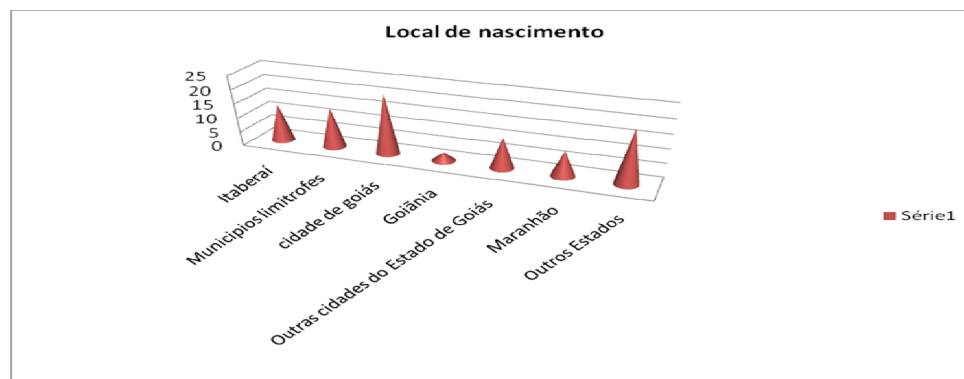 Local de nascimento
25
20
15
10
5
0
Itaberaí
Municipios limitrofes
cidade de goiás
Goiânia
Outras cidades do Estado de Goiás
Maranhão
Outros Estados
Série1